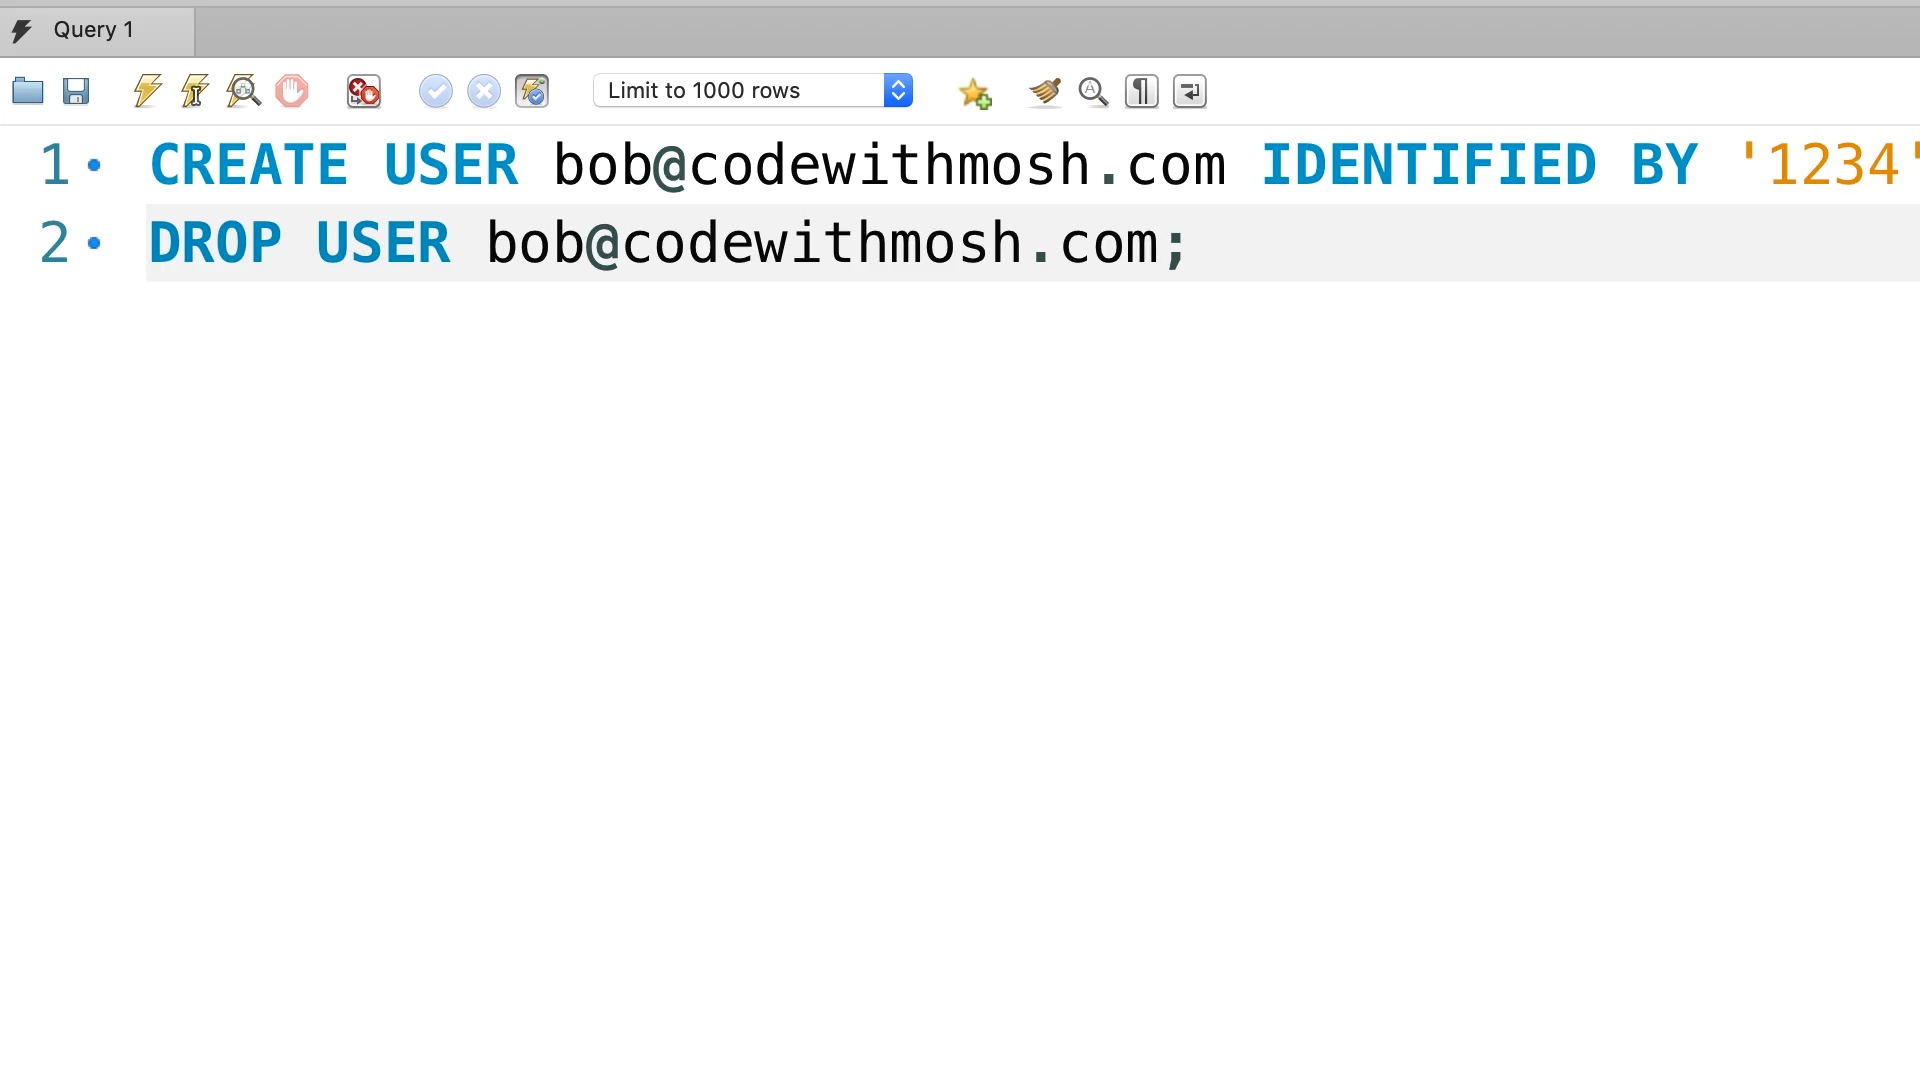 Query 1
Limit to 1000 rows
1 CREATE USER bob@codewithmosh.com IDENTIFIED BY '1234'
2 DROP USER bob@codewithmosh.com;